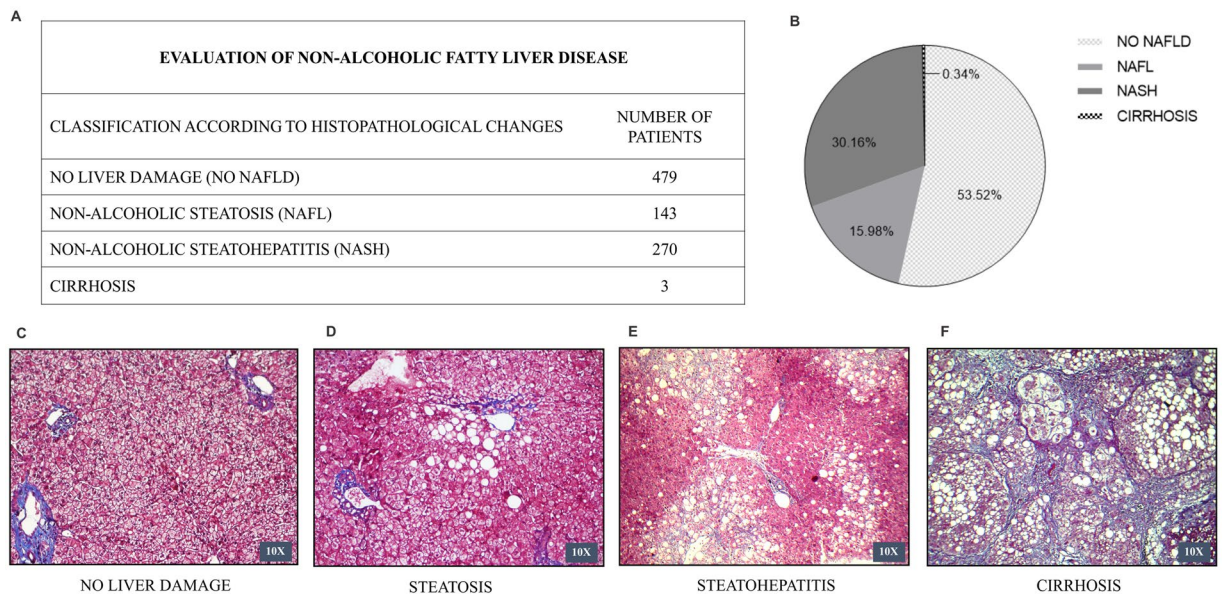 A
EVALUATION OF NON-ALCOHOLIC FATTY LIVER DISEASE
CLASSIFICATION ACCORDING TO HISTOPATHOLOGICAL CHANGES NUMBER OF
PATIENTS
NO LIVER DAMAGE (NO NAFLD) 479
NON-ALCOHOLIC STEATOSIS (NAFL) 143
NON-ALCOHOLIC STEATOHEPATITIS (NASH) 270
CIRRHOSIS 3
B
NO NAFLD
NAFL
NASH
CIRRHOSIS
0.34%
30.16%
53.52%
15.98%
C
10X
NO LIVER DAMAGE
D
10X
STEATOSIS
E
10X
STEATOHEPATITIS
F
10X
CIRRHOSIS